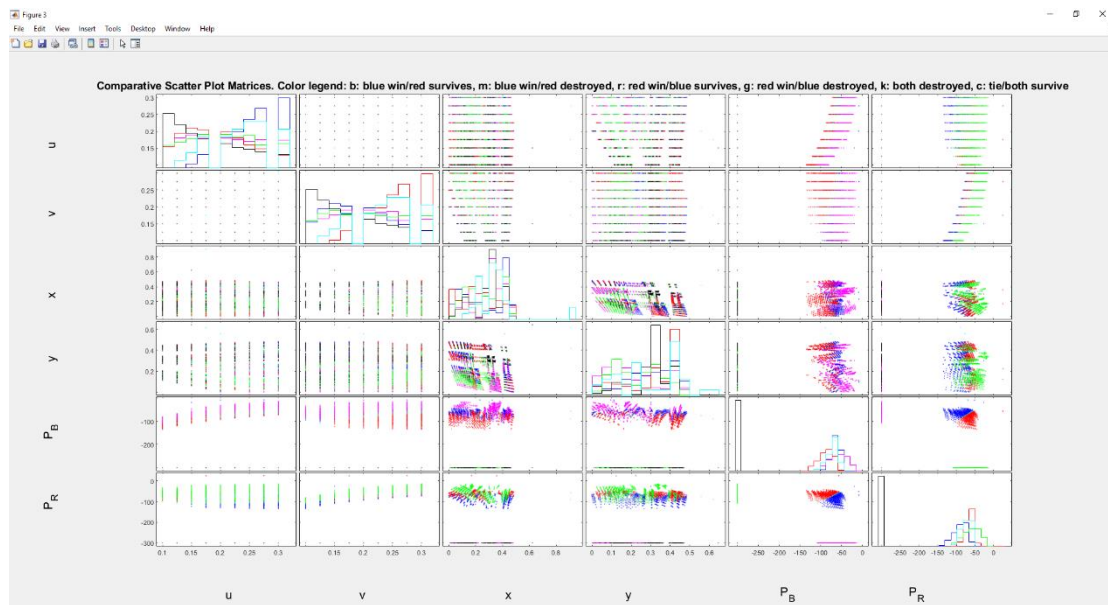 Figure 3
File Edit View Insert Tools Desktop Window Help
Comparative Scatter Plot Matrices. Color legend: b: blue win/red survives, m: blue win/red destroyed, r: red win/blue survives, g: red win/blue destroyed, k: both destroyed, c: tie/both survive
0.3
0.25
0.2
0.15
u
0.25
0.2
0.15
v
0.8
0.6
0.4
0.2
x
0.6
0.4
0.2
y
-100
-200
P_B
0
-100
-200
-300
P_R
0.1 0.15 0.2 0.25 0.3 0.1 0.15 0.2 0.25 0.3 0 0.2 0.4 0.6 0.8 0 0.1 0.2 0.3 0.4 0.5 0.6 -250 -200 -150 -100 -50 0 -250 -200 -150 -100 -50 0
u v x y P_B P_R